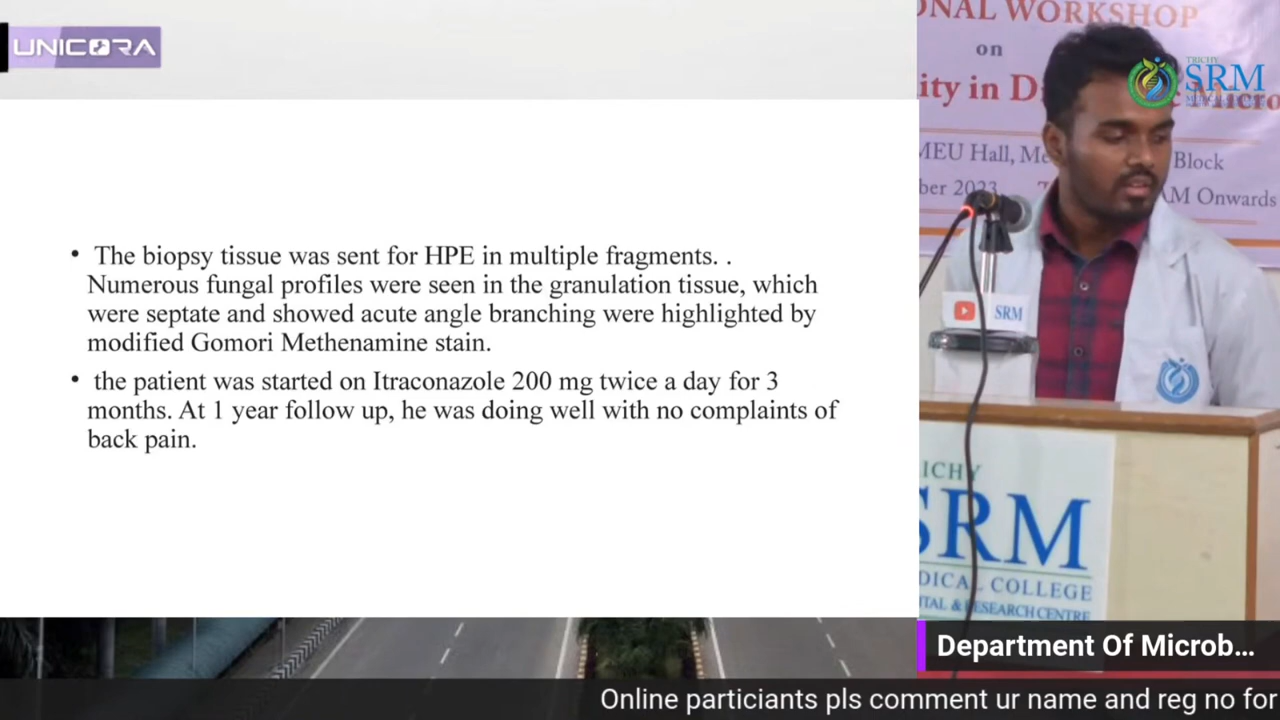 UNICORA
• The biopsy tissue was sent for HPE in multiple fragments. .
Numerous fungal profiles were seen in the granulation tissue, which
were septate and showed acute angle branching were highlighted by
modified Gomori Methenamine stain.
• the patient was started on Itraconazole 200 mg twice a day for 3
months. At 1 year follow up, he was doing well with no complaints of
back pain.
ONAL WORKSHOP
on
ity in D
Micro
MEU Hall, Me
Block
ber 2023
AM Onwards
TRICHY
SRM
SRM
RICHY
SRM
DICAL COLLEGE
ITAL & RESEARCH CENTRE
Department Of Microb...
Online particiants pls comment ur name and reg no for